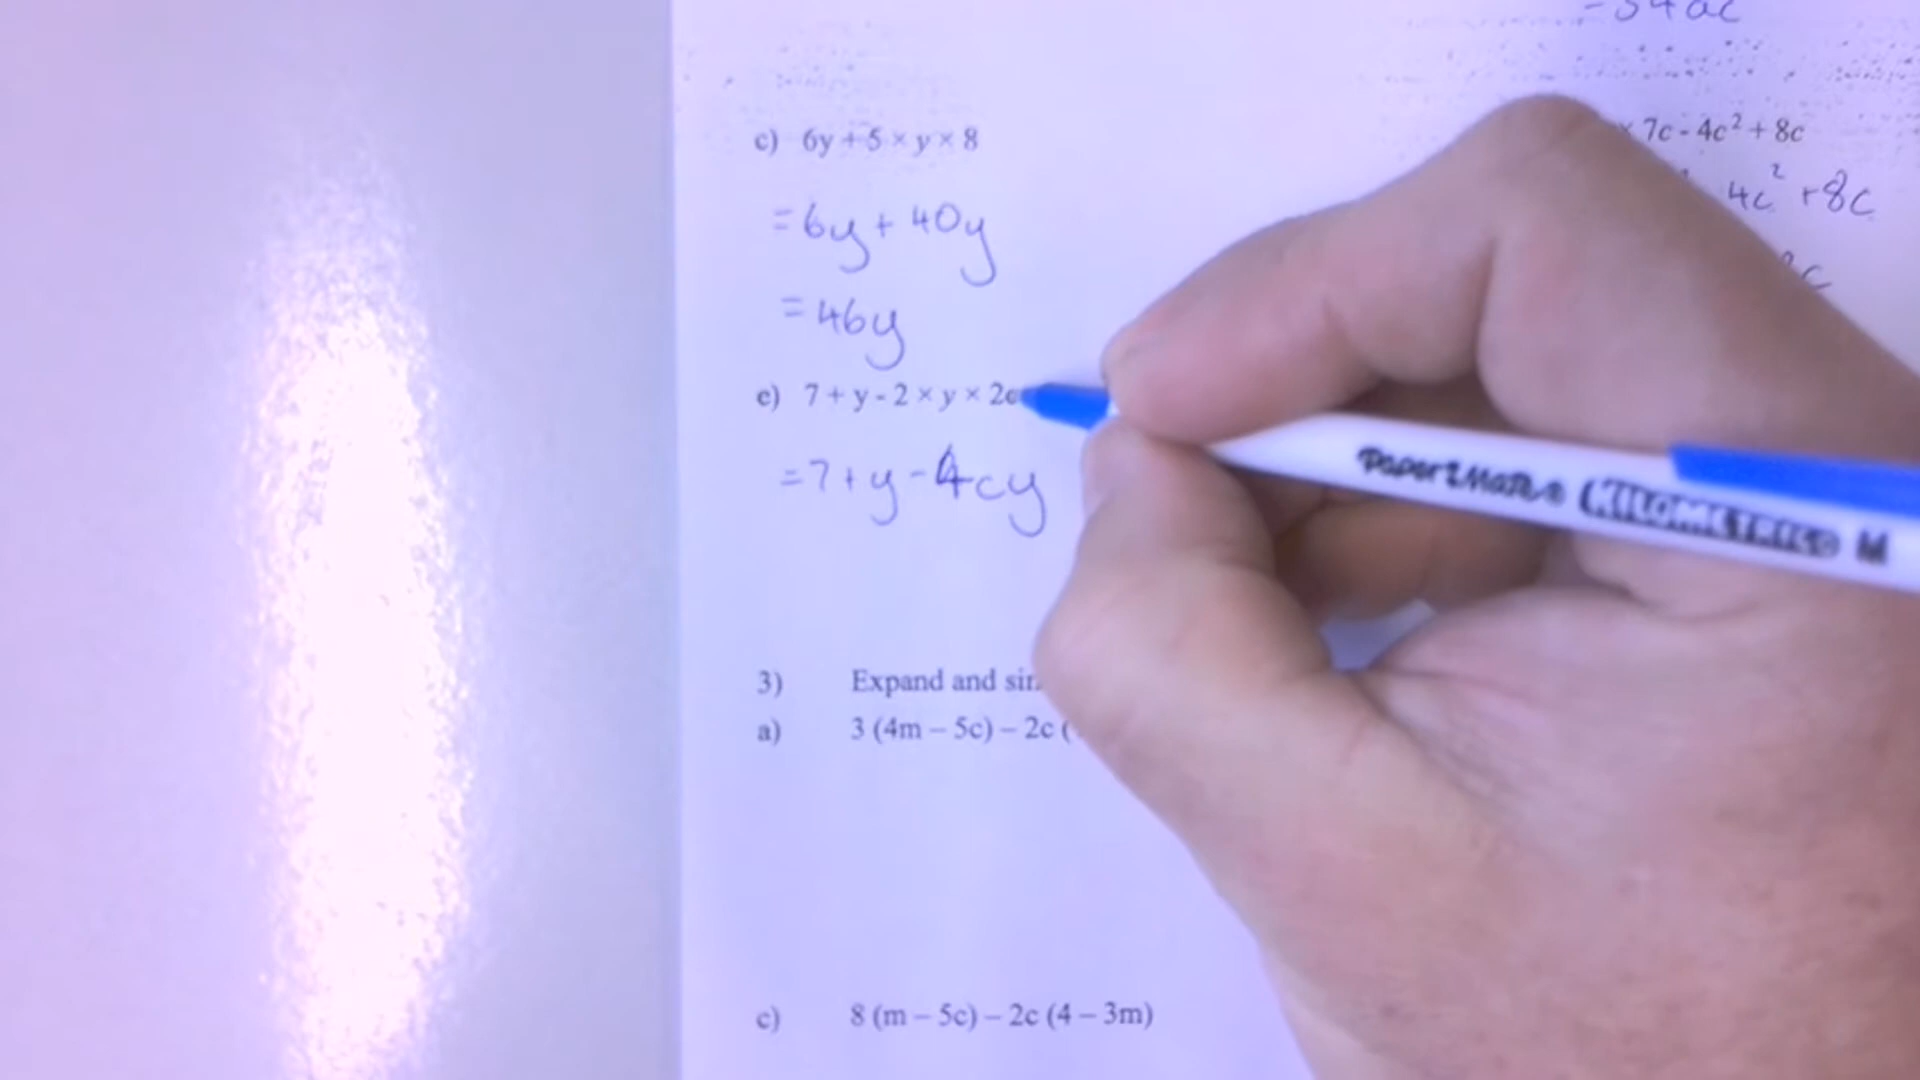 c) 6y + 5 × y × 8
= 6y + 40y
= 46y
e) 7 + y - 2 × y × 2c
= 7 + y - 4cy
3) Expand and
a) 3 (4m – 5c) – 2c (
c) 8 (m – 5c) – 2c (4 – 3m)
× 7c - 4c² + 8c
4c² + 8c
PaperMate® KILOMETRICO M